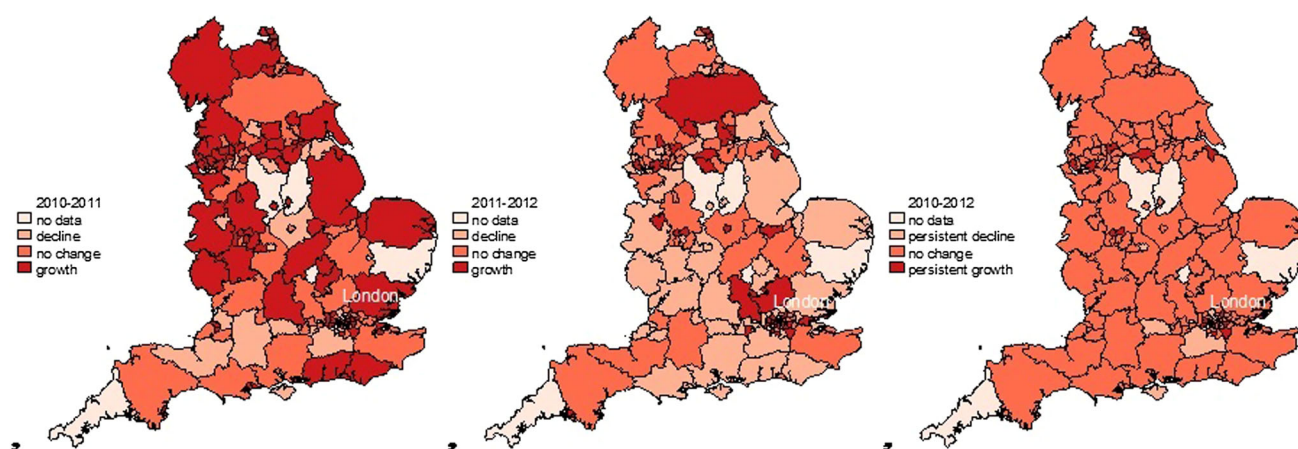 2010-2011
no data
decline
no change
growth
London
2011-2012
no data
decline
no change
growth
London
2010-2012
no data
persistent decline
no change
persistent growth
London